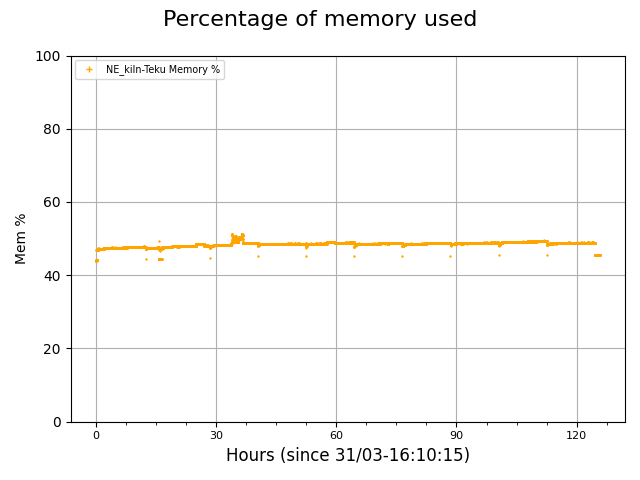 Percentage of memory used
100
80
60
40
20
0
Mem %
NE_kiln-Teku Memory %
0
30
60
90
120
Hours (since 31/03-16:10:15)